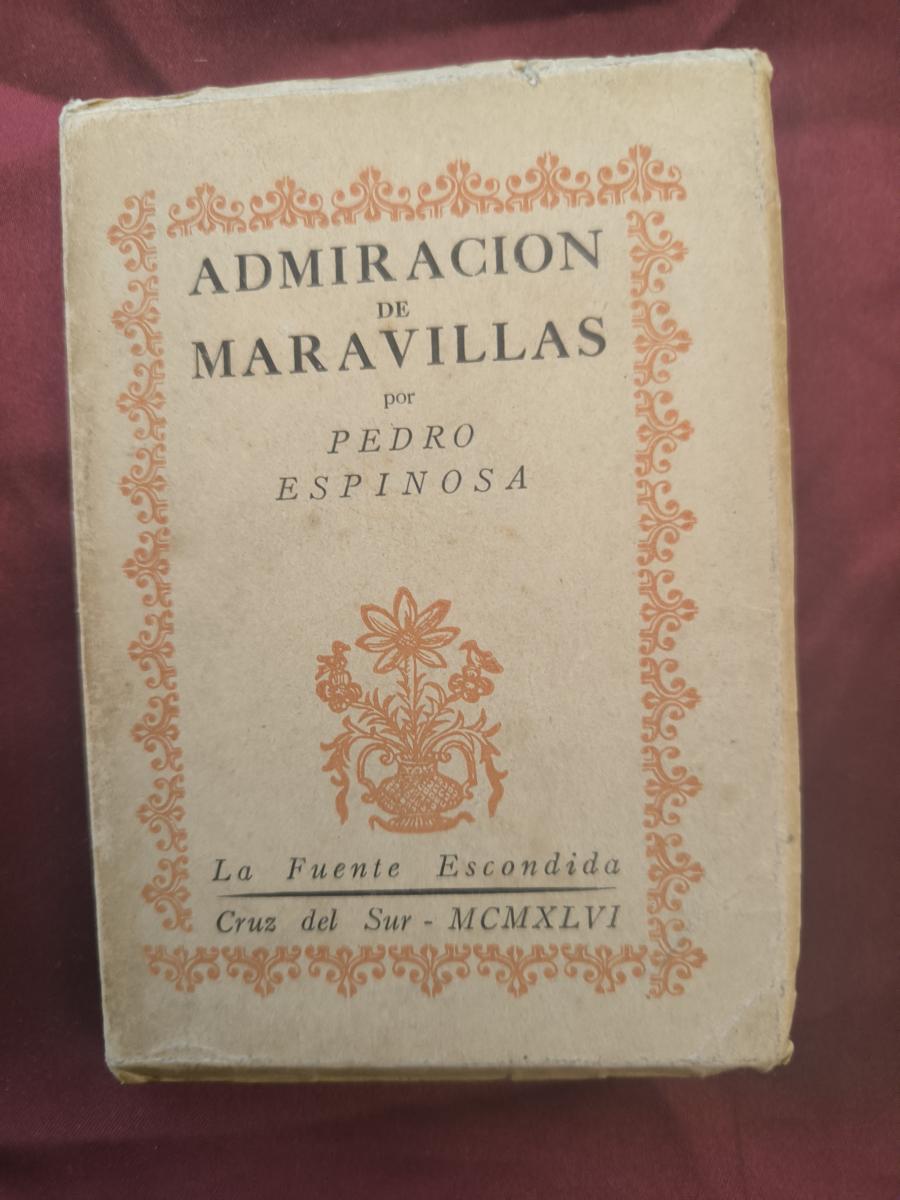 ADMIRACION
DE
MARAVILLAS
por
PEDRO
ESPINOSA
La Fuente Escondida
Cruz del Sur - MCMXLVI